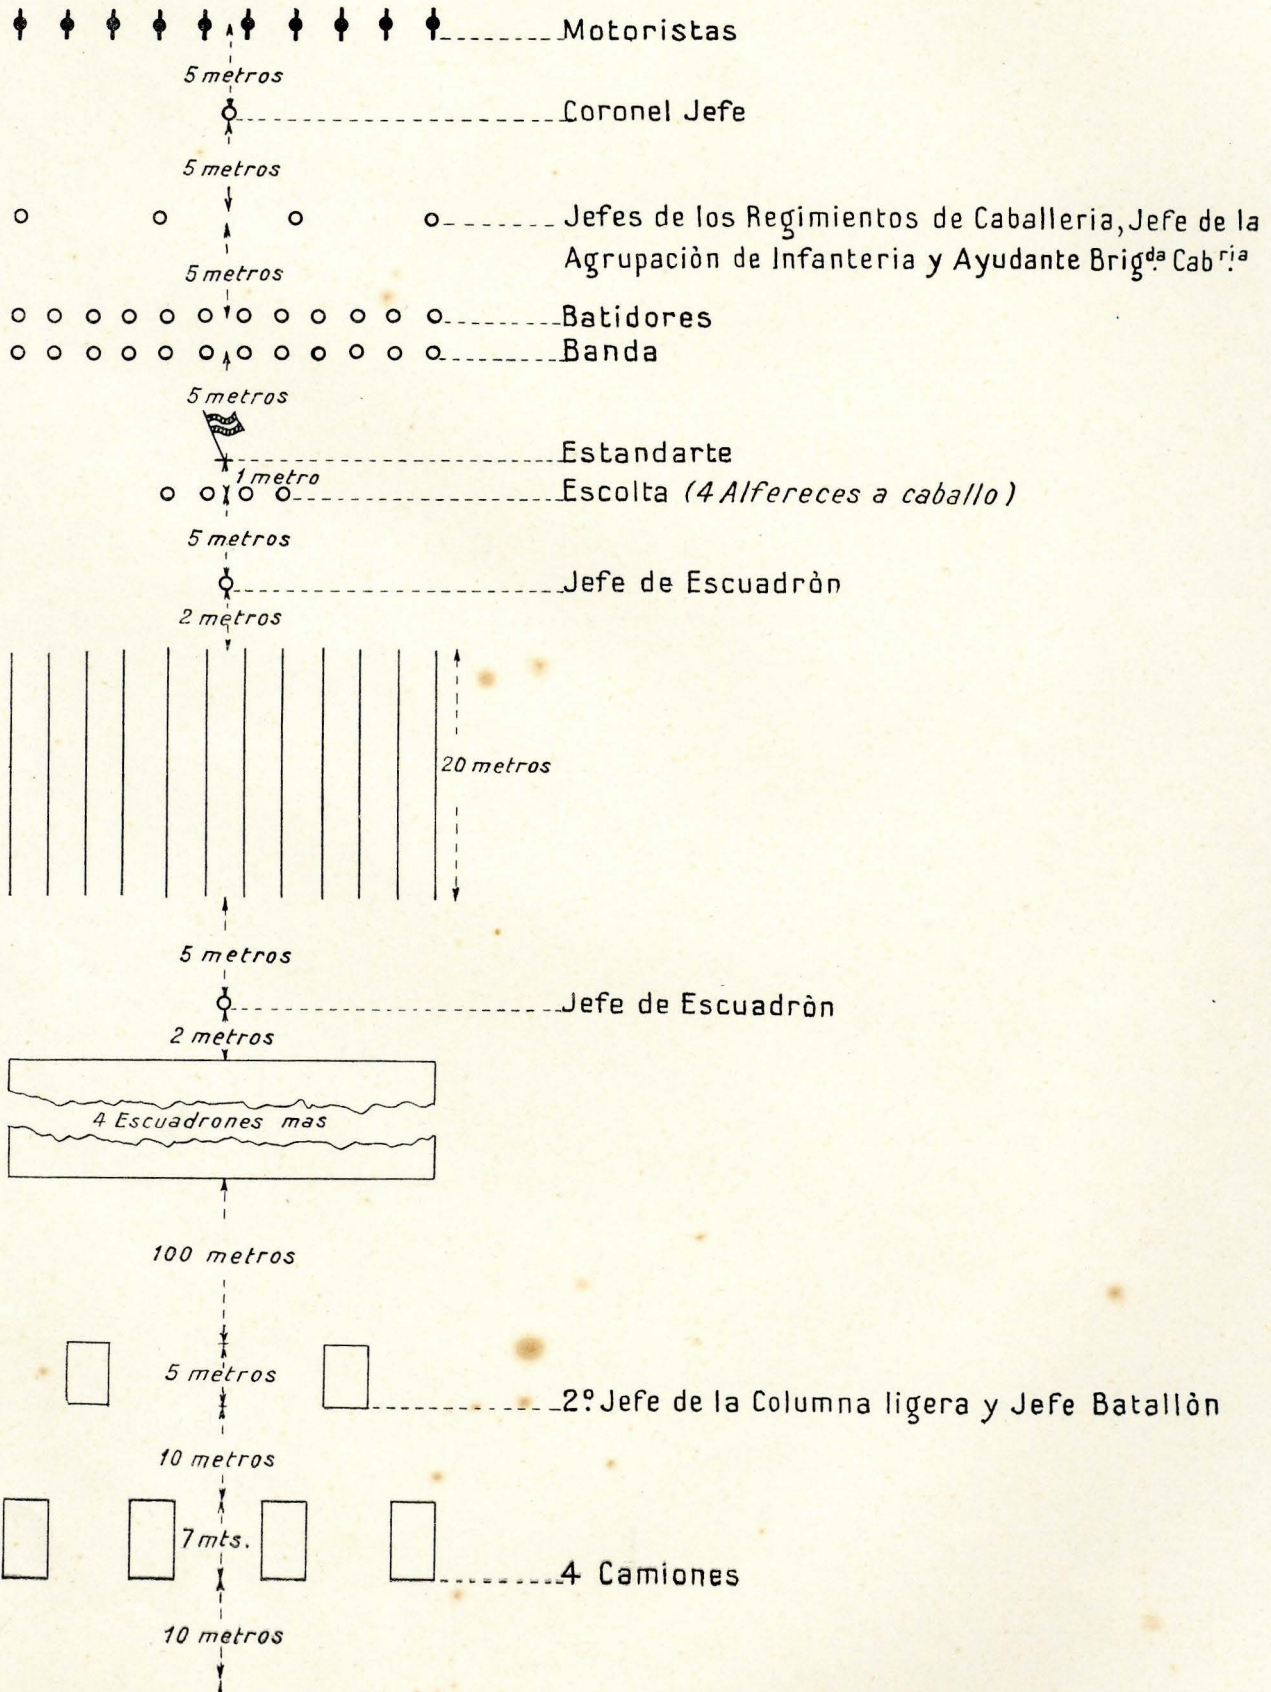 Motoristas
5 metros
Coronel Jefe
5 metros
Jefes de los Regimientos de Caballeria, Jefe de la
Agrupaciòn de Infanteria y Ayudante Brigᵈᵃ Cabʳⁱᵃ
5 metros
Batidores
Banda
5 metros
Estandarte
1 metro
Escolta (4 Alfereces a caballo)
5 metros
Jefe de Escuadròn
2 metros
20 metros
5 metros
Jefe de Escuadròn
2 metros
4 Escuadrones mas
100 metros
5 metros
2º Jefe de la Columna ligera y Jefe Batallòn
10 metros
7 mts.
4 Camiones
10 metros